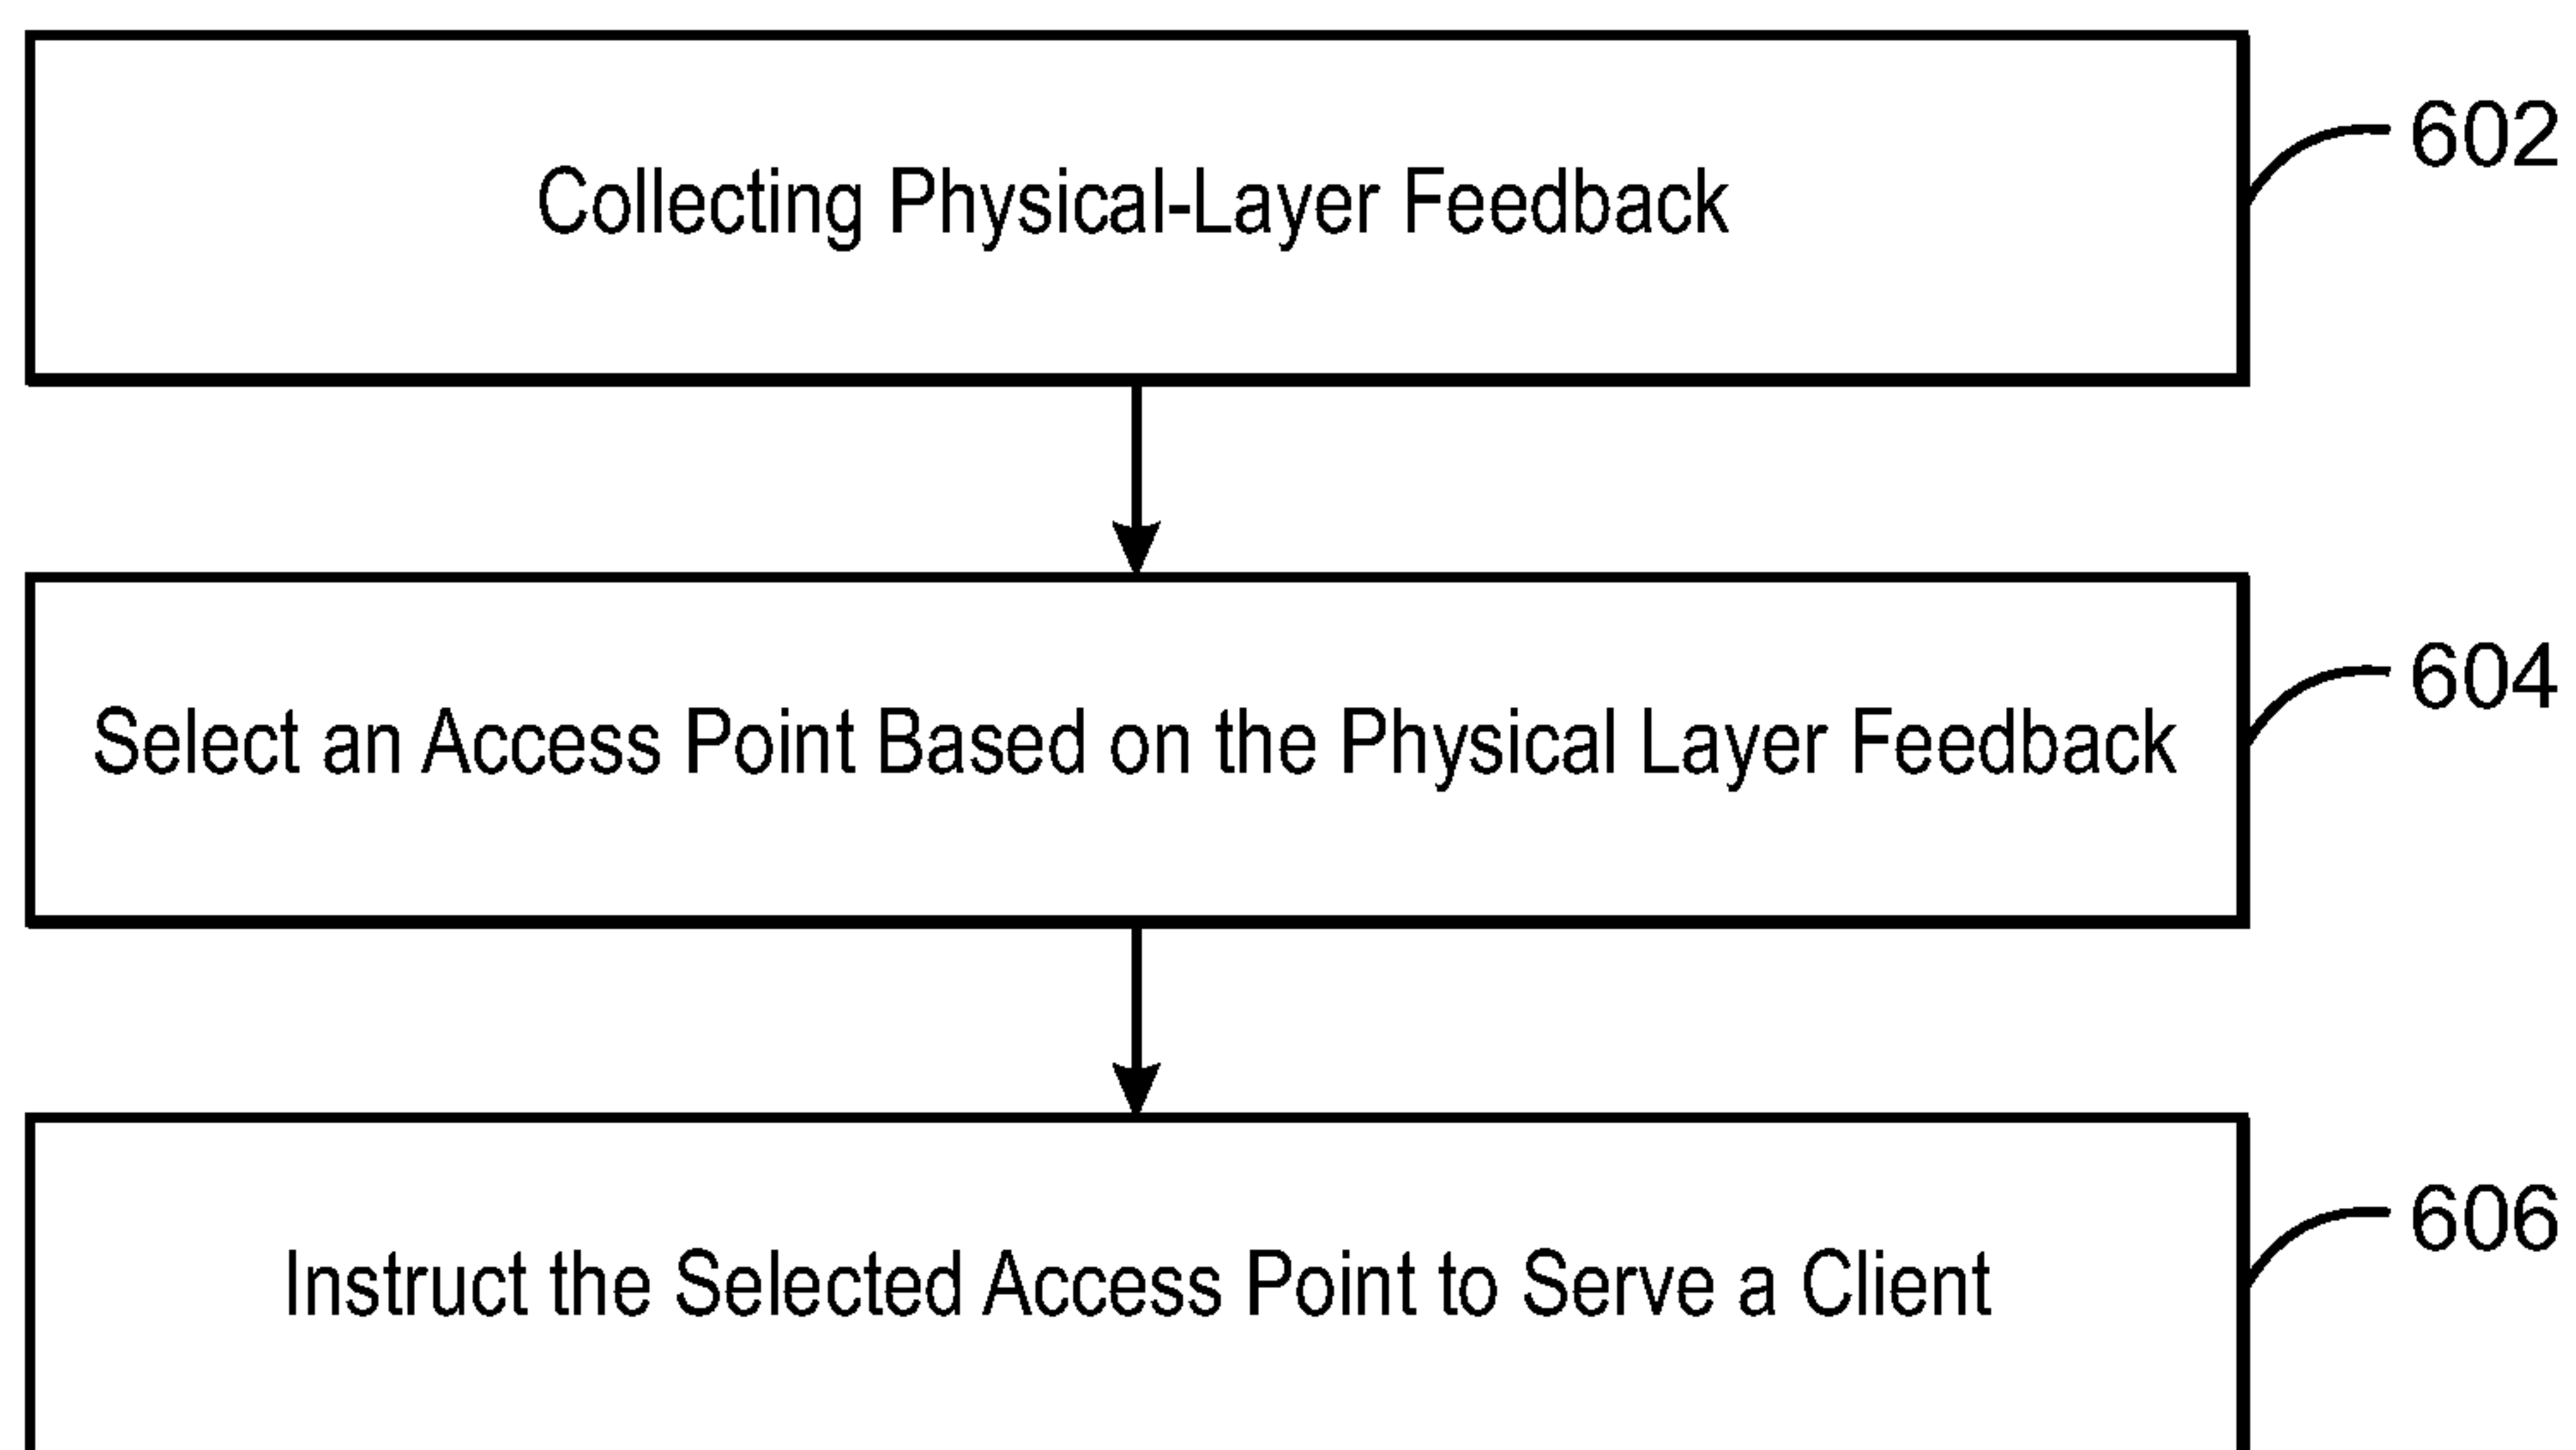 Collecting Physical-Layer Feedback
602
Select an Access Point Based on the Physical Layer Feedback
604
Instruct the Selected Access Point to Serve a Client
606